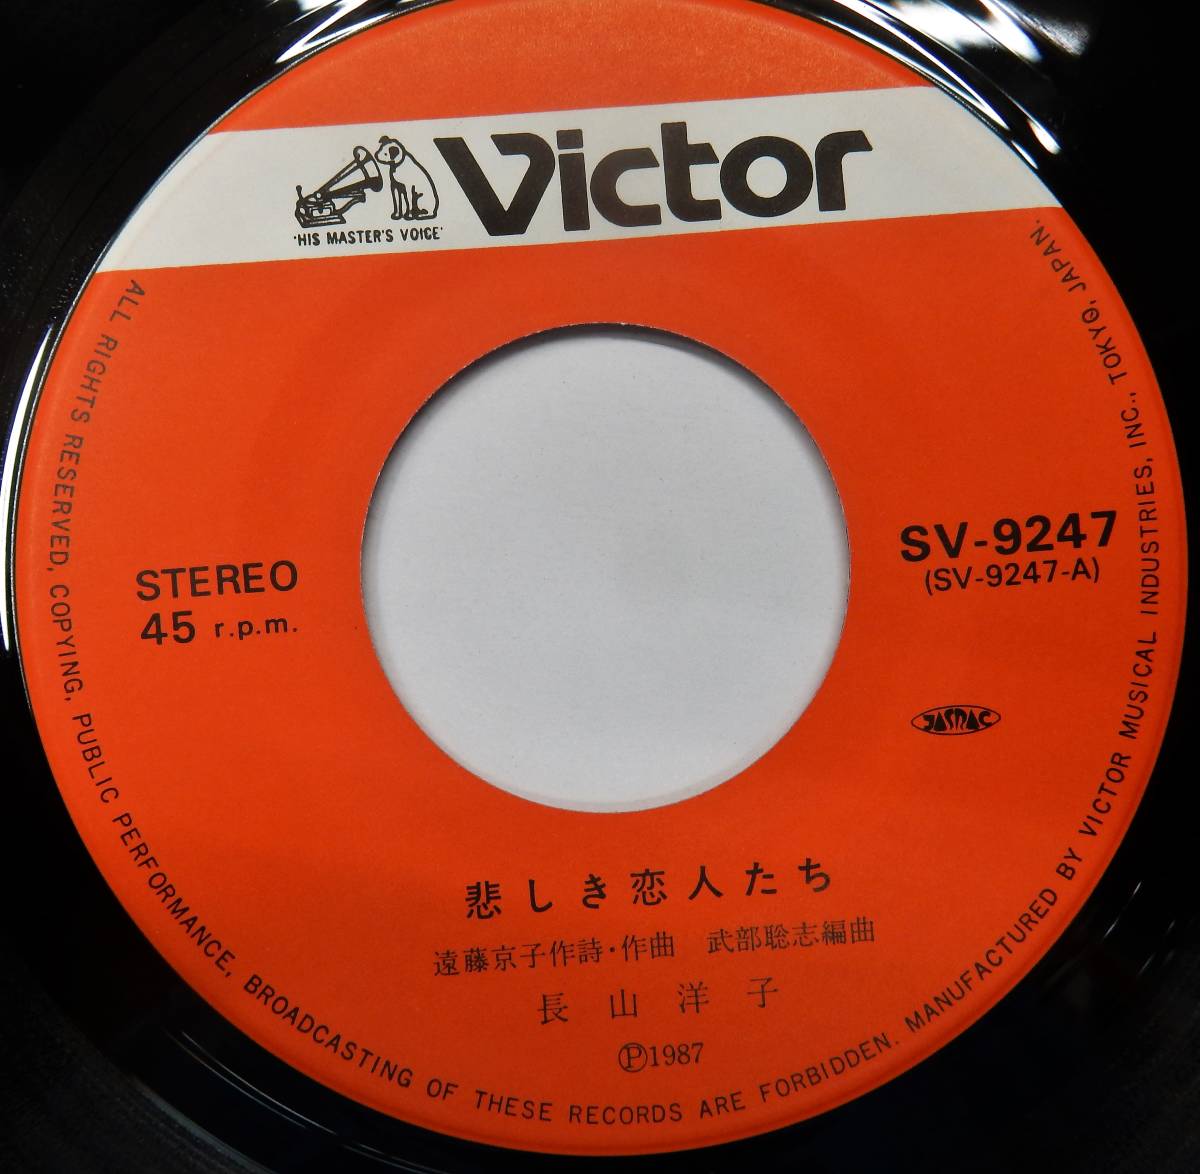 Victor
'HIS MASTER'S VOICE'
STEREO
45 r.p.m.
SV-9247
(SV-9247-A)
JASRAC
悲しき恋人たち
遠藤京子作詩・作曲 武部聡志編曲
長山洋子
Ⓟ1987
ALL RIGHTS RESERVED, COPYING, PUBLIC PERFORMANCE, BROADCASTING OF THESE RECORDS ARE FORBIDDEN. MANUFACTURED BY VICTOR MUSICAL INDUSTRIES, INC., TOKYO, JAPAN.